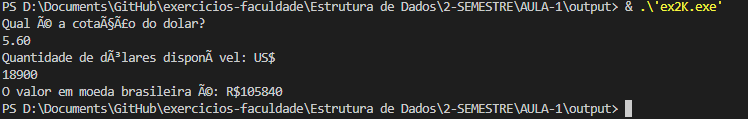 PS D:\Documents\GitHub\exercicios-faculdade\Estrutura de Dados\2-SEMESTRE\AULA-1\output> & .\'ex2K.exe'
Qual Ã© a cotaÃ§Ã£o do dolar?
5.60
Quantidade de dÃ³lares disponÃ­vel: US$
18900
O valor em moeda brasileira Ã©: R$105840
PS D:\Documents\GitHub\exercicios-faculdade\Estrutura de Dados\2-SEMESTRE\AULA-1\output>